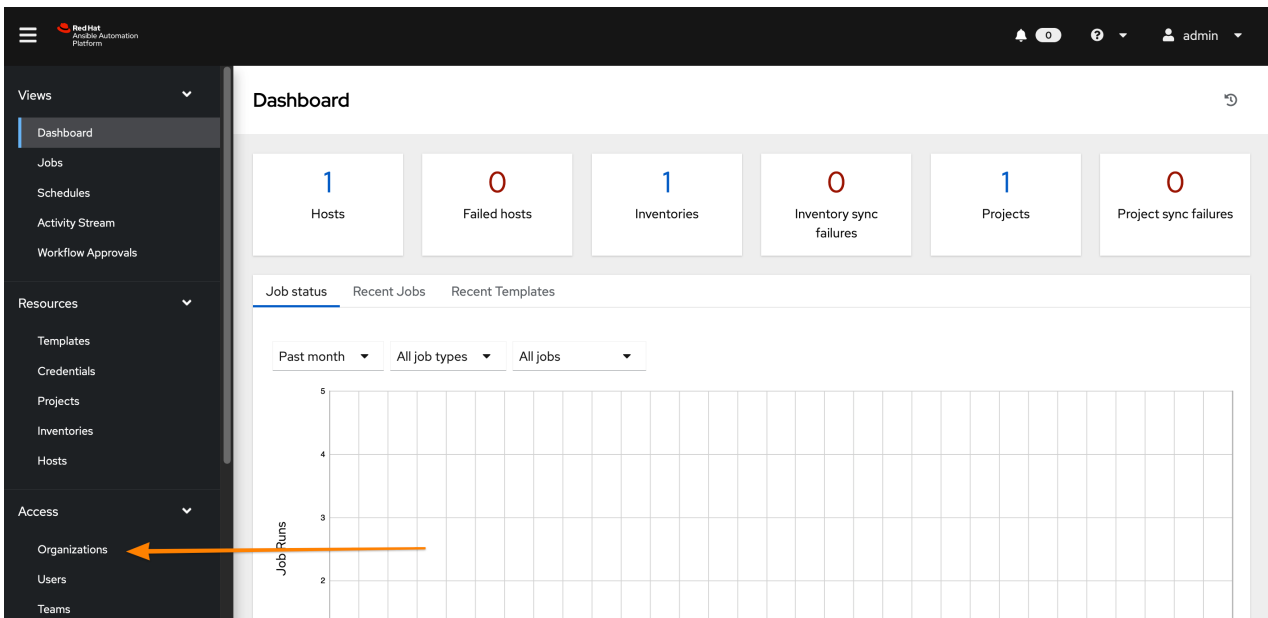 Red Hat
Ansible Automation
Platform
0
admin
Views
Dashboard
Jobs
Schedules
Activity Stream
Workflow Approvals
Resources
Templates
Credentials
Projects
Inventories
Hosts
Access
Organizations
Users
Teams
Dashboard
1
Hosts
0
Failed hosts
1
Inventories
0
Inventory sync
failures
1
Projects
0
Project sync failures
Job status Recent Jobs Recent Templates
Past month All job types All jobs
5
4
3
2
Job Runs